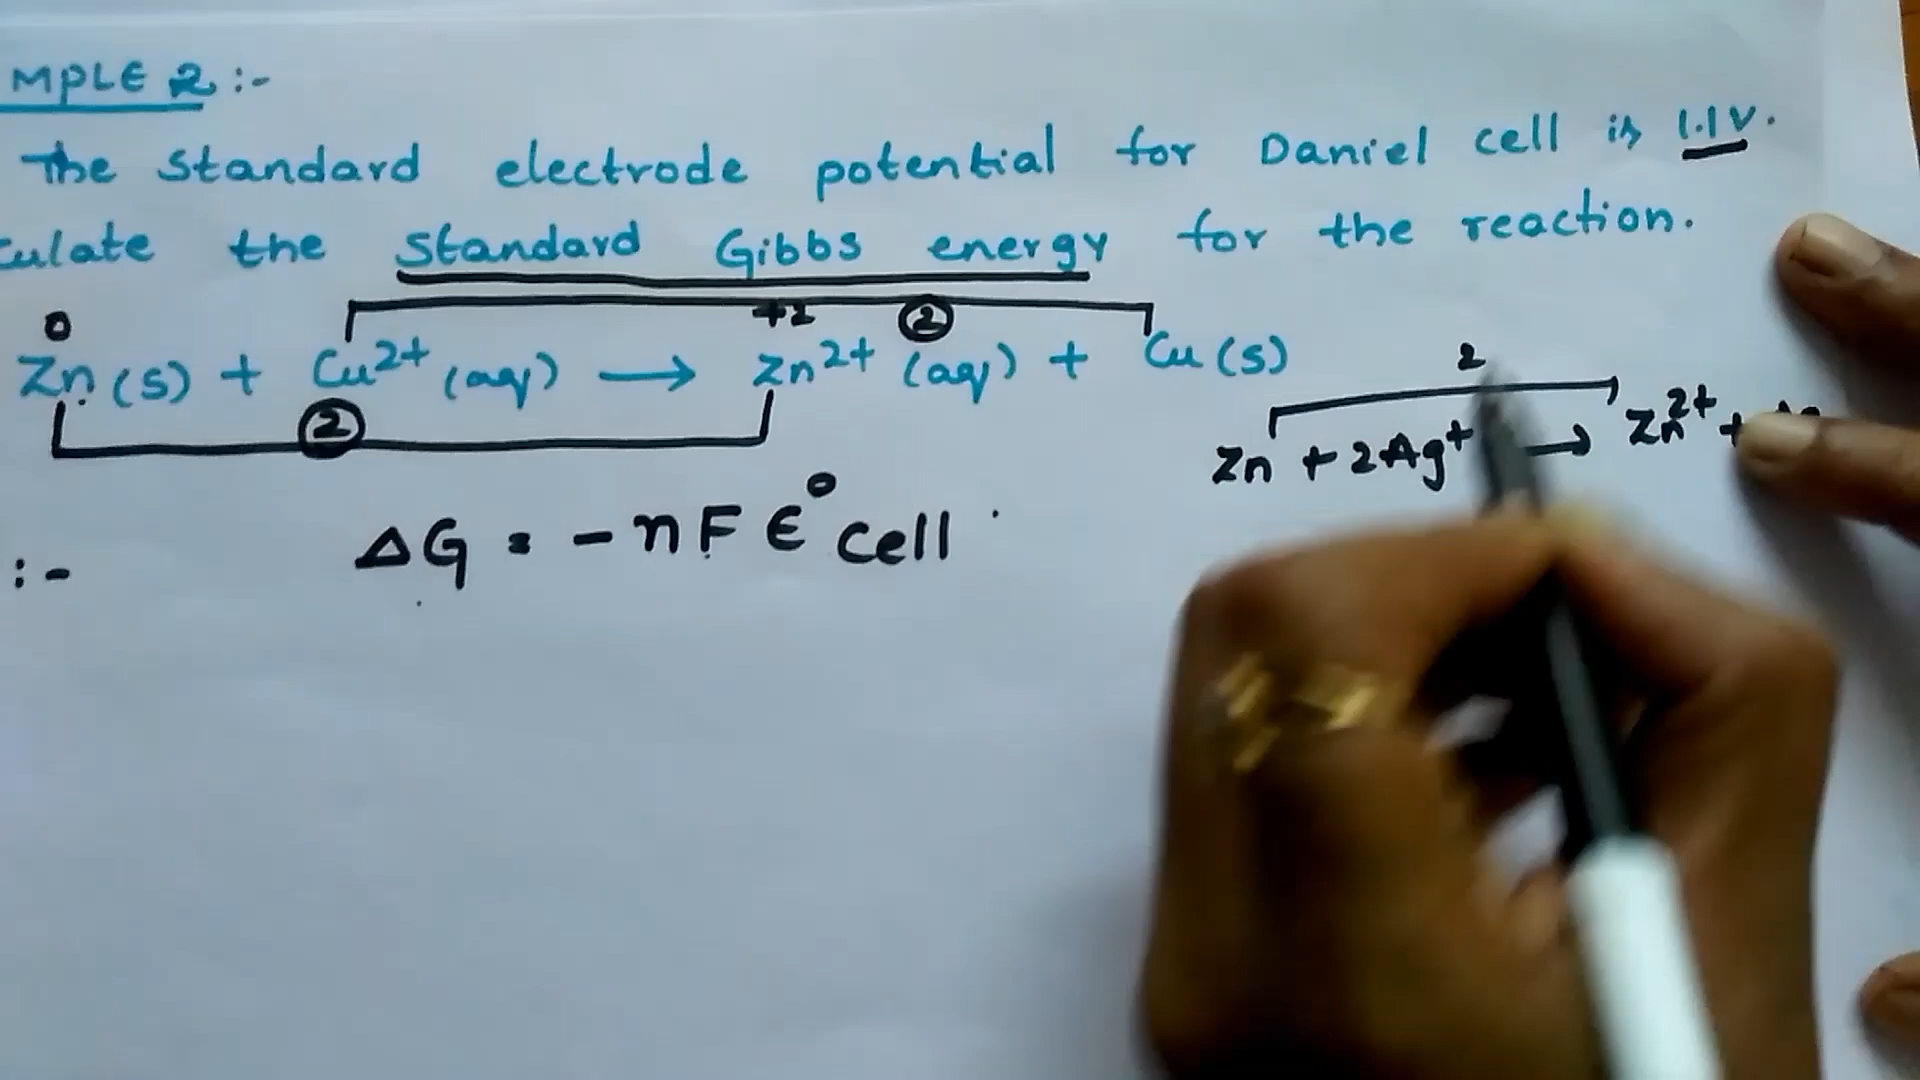 MPLE 2 :-
The standard electrode potential for Daniel cell is 1.1V.
culate the standard Gibbs energy for the reaction.
0 +2 2
Zn (s) + Cu2+ (aq) → Zn2+ (aq) + Cu (s)
2
2
Zn + 2Ag+ → Zn2+ +
:- ΔG = - nFE° cell